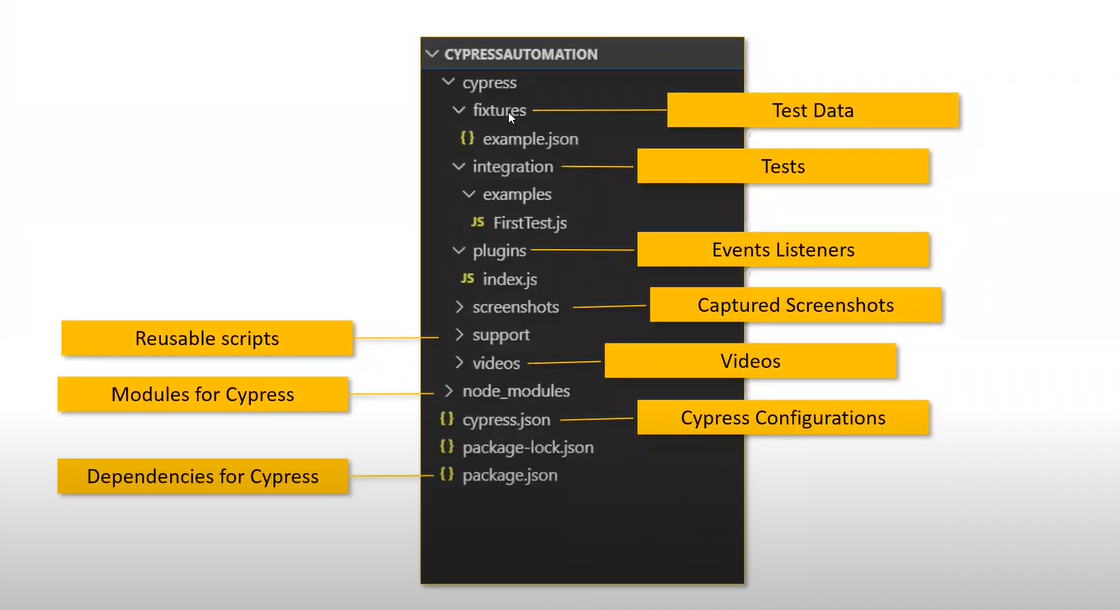 CYPRESSAUTOMATION
cypress
fixtures
Test Data
{} example.json
integration
Tests
examples
JS FirstTest.js
plugins
Events Listeners
JS index.js
screenshots
Captured Screenshots
Reusable scripts
support
videos
Videos
Modules for Cypress
node_modules
{} cypress.json
Cypress Configurations
{} package-lock.json
Dependencies for Cypress
{} package.json